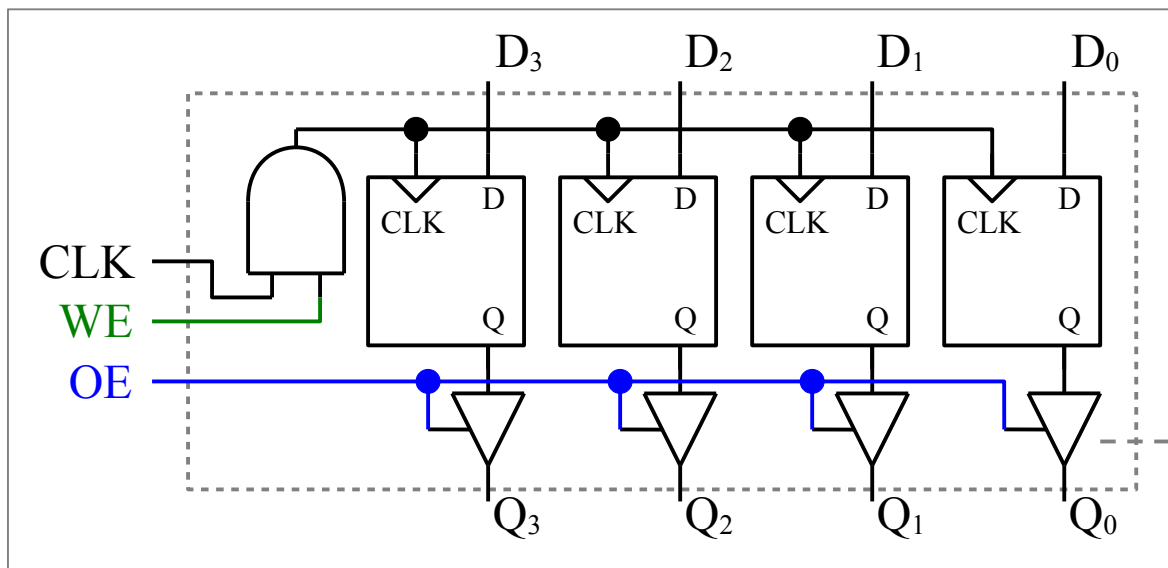 D₃ D₂ D₁ D₀
D D D D
CLK CLK CLK CLK
CLK
WE
Q Q Q Q
OE
Q₃ Q₂ Q₁ Q₀